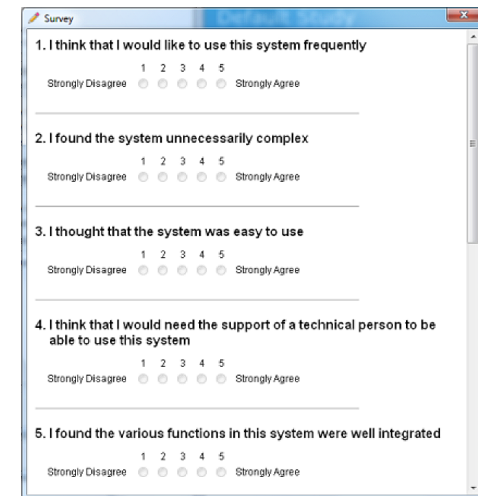 Survey
Default Study
1. I think that I would like to use this system frequently
1 2 3 4 5
Strongly Disagree Strongly Agree
2. I found the system unnecessarily complex
1 2 3 4 5
Strongly Disagree Strongly Agree
3. I thought that the system was easy to use
1 2 3 4 5
Strongly Disagree Strongly Agree
4. I think that I would need the support of a technical person to be
able to use this system
1 2 3 4 5
Strongly Disagree Strongly Agree
5. I found the various functions in this system were well integrated
1 2 3 4 5
Strongly Disagree Strongly Agree